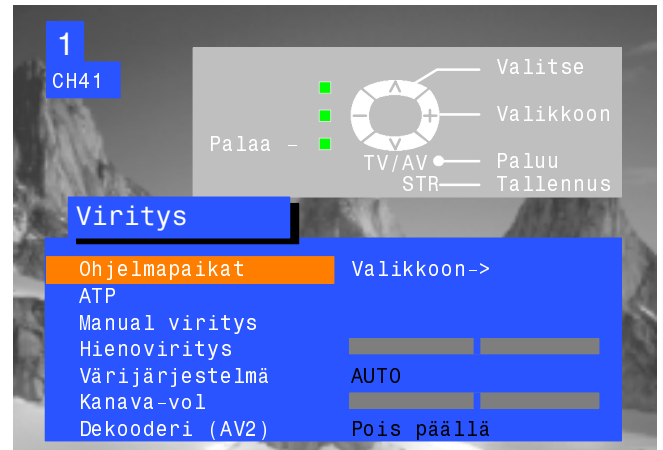 1
CH41
Valitse
Valikkoon
Palaa -
TV/AV Paluu
STR Tallennus
Viritys
Ohjelmapaikat Valikkoon->
ATP
Manual viritys
Hienoviritys
Värijärjestelmä AUTO
Kanava-vol
Dekooderi (AV2) Pois päällä